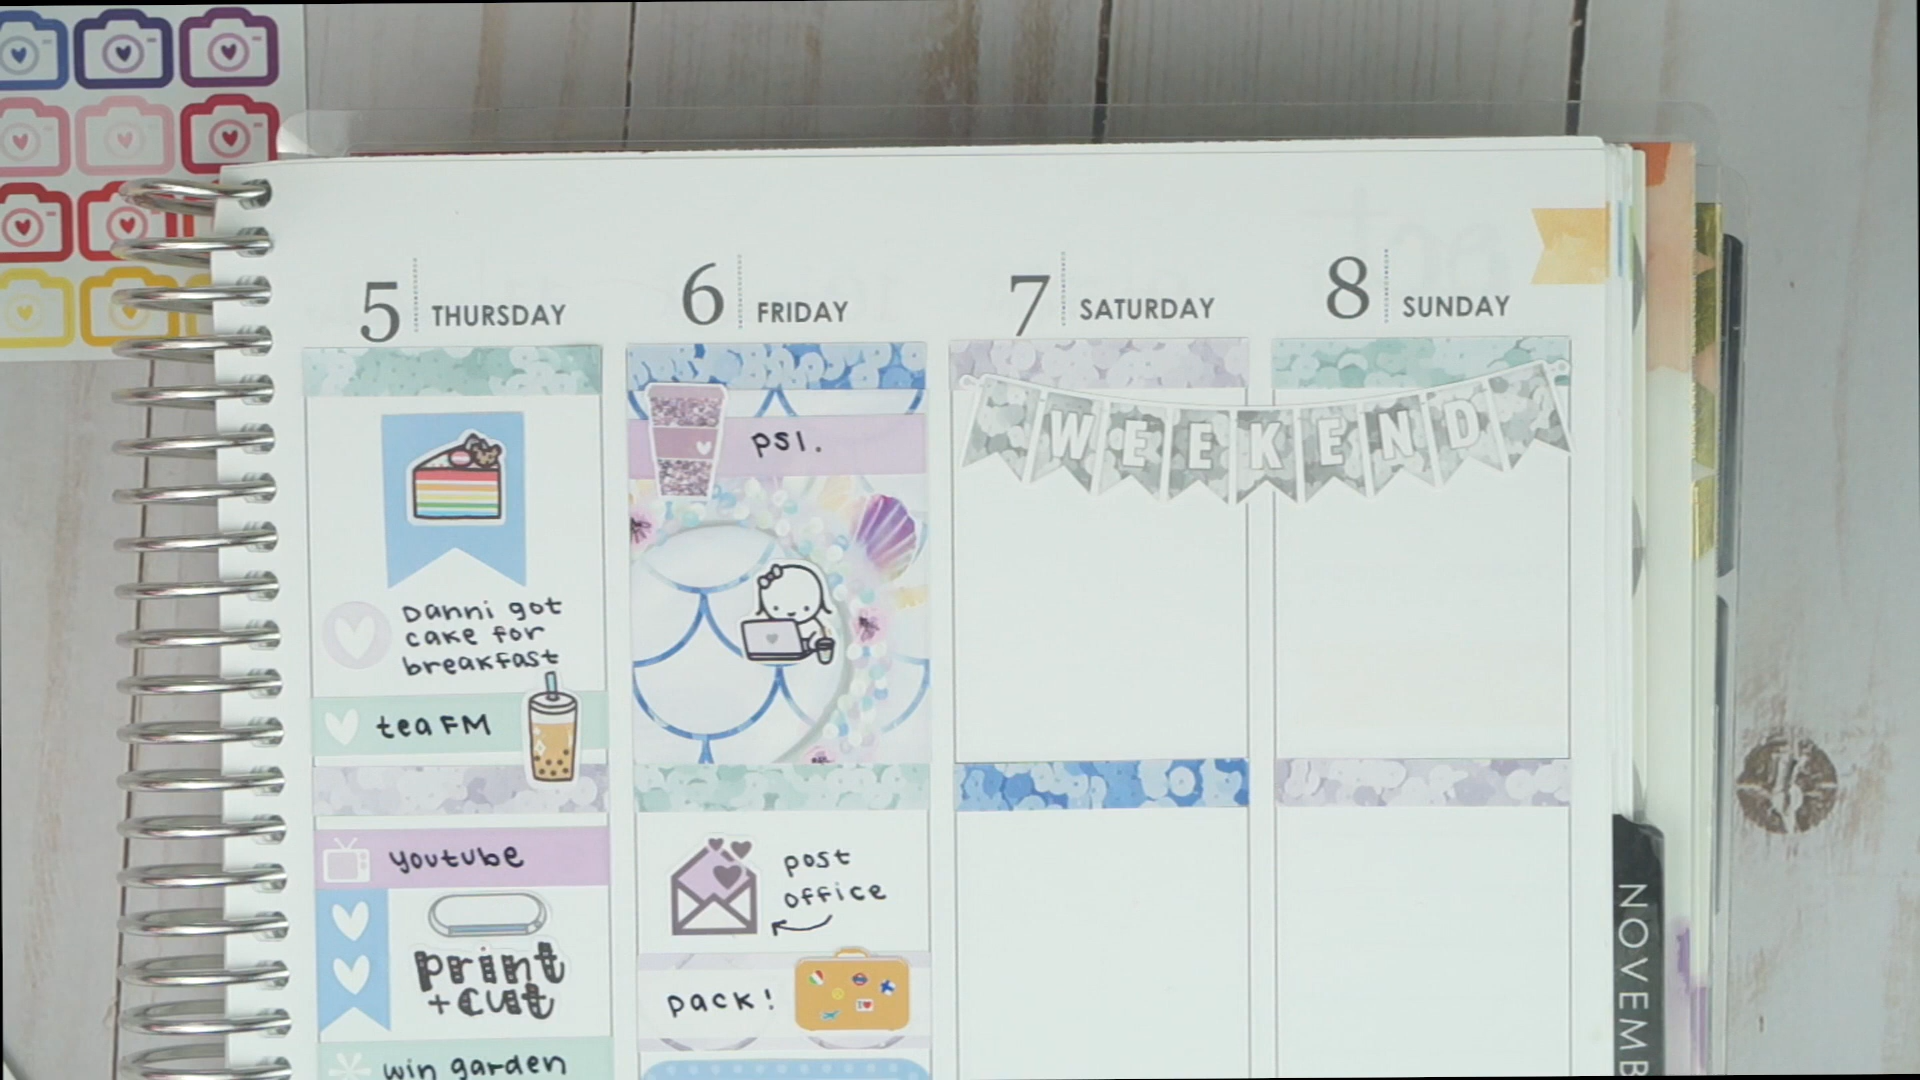 5 THURSDAY
6 FRIDAY
7 SATURDAY
8 SUNDAY
Danni got
cake for
breakfast
tea FM
youtube
print
+ cut
win garden
psl.
post
office
pack!
WEEKEND
NOVEMB